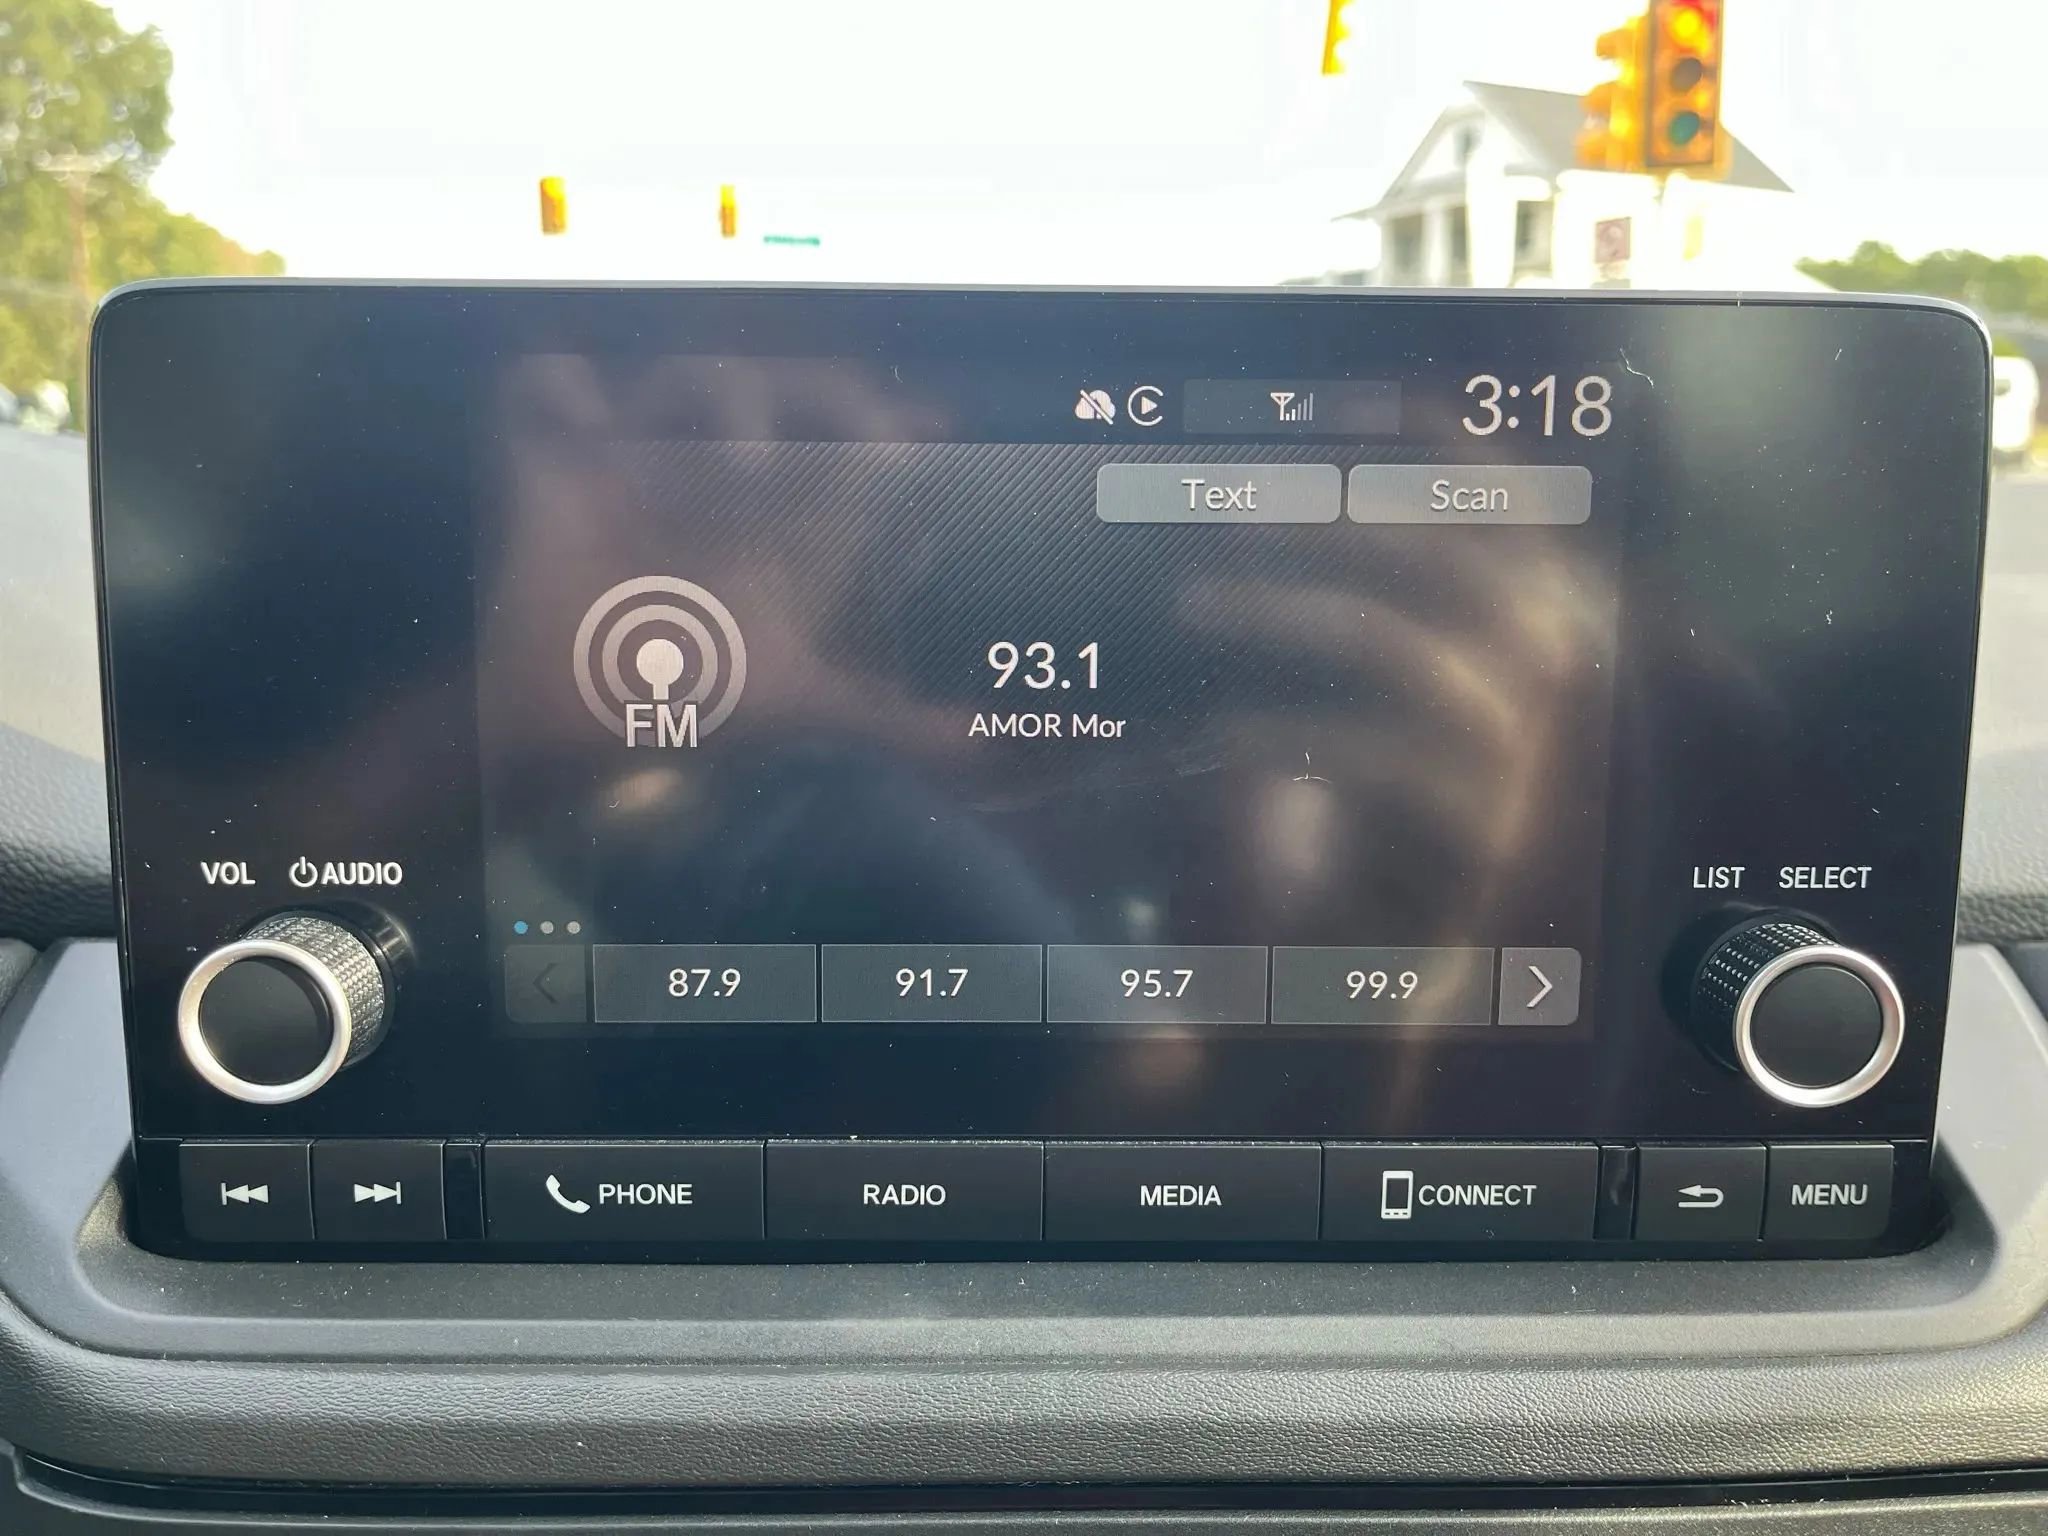 3:18
Text Scan
FM
93.1
AMOR Mor
VOL AUDIO
LIST SELECT
87.9 91.7 95.7 99.9
PHONE RADIO MEDIA CONNECT MENU